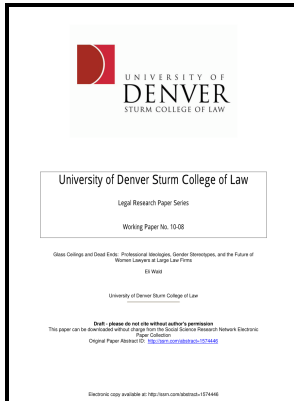 UNIVERSITY OF
DENVER
STURM COLLEGE OF LAW
University of Denver Sturm College of Law
Legal Research Paper Series
Working Paper No. 10-08
Glass Ceilings and Dead Ends: Professional Ideologies, Gender Stereotypes, and the Future of
Women Lawyers at Large Law Firms
Eli Wald
University of Denver Sturm College of Law
Draft - please do not cite without author's permission
This paper can be downloaded without charge from the Social Science Research Network Electronic
Paper Collection
Original Paper Abstract ID: http://ssrn.com/abstract=1574446
Electronic copy available at: http://ssrn.com/abstract=1574446